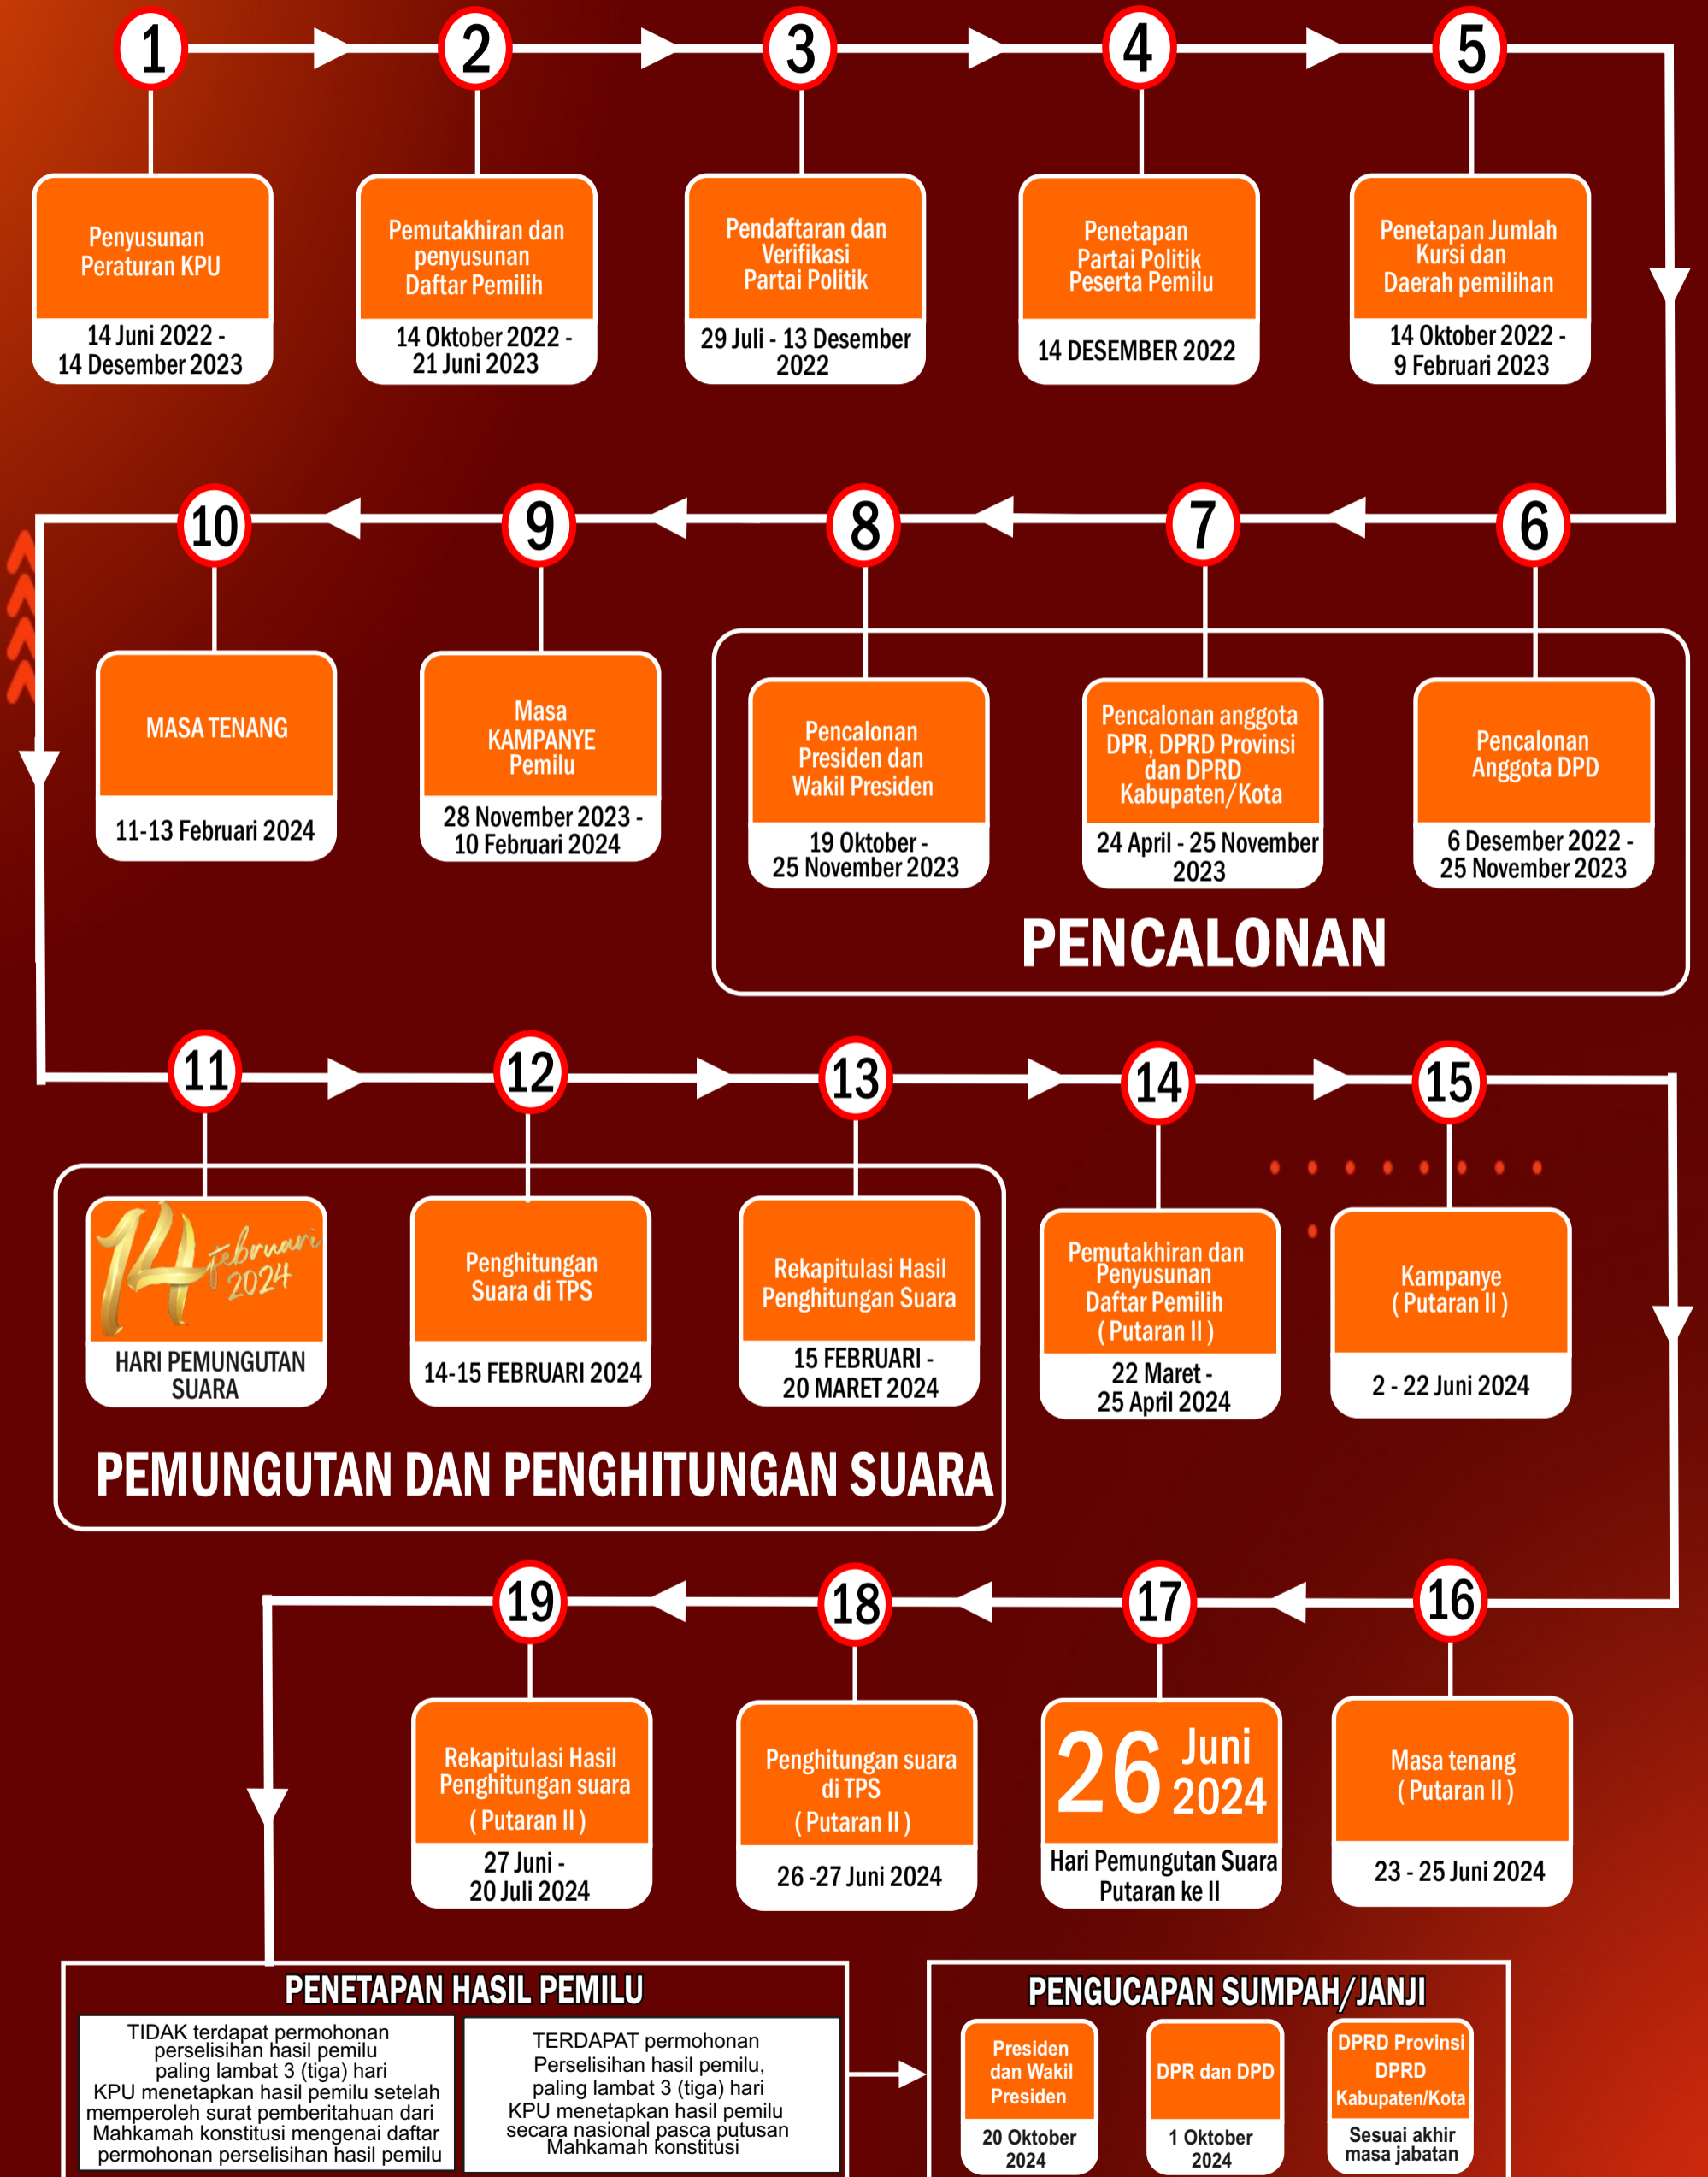 1
2
3
4
5
Penyusunan
Peraturan KPU
14 Juni 2022 -
14 Desember 2023
Pemutakhiran dan
penyusunan
Daftar Pemilih
14 Oktober 2022 -
21 Juni 2023
Pendaftaran dan
Verifikasi
Partai Politik
29 Juli - 13 Desember
2022
Penetapan
Partai Politik
Peserta Pemilu
14 DESEMBER 2022
Penetapan Jumlah
Kursi dan
Daerah pemilihan
14 Oktober 2022 -
9 Februari 2023
10
9
8
7
6
MASA TENANG
11-13 Februari 2024
Masa
KAMPANYE
Pemilu
28 November 2023 -
10 Februari 2024
Pencalonan
Presiden dan
Wakil Presiden
19 Oktober -
25 November 2023
Pencalonan anggota
DPR, DPRD Provinsi
dan DPRD
Kabupaten/Kota
24 April - 25 November
2023
Pencalonan
Anggota DPD
6 Desember 2022 -
25 November 2023
PENCALONAN
11
12
13
14
15
14 februari
2024
HARI PEMUNGUTAN
SUARA
Penghitungan
Suara di TPS
14-15 FEBRUARI 2024
Rekapitulasi Hasil
Penghitungan Suara
15 FEBRUARI -
20 MARET 2024
PEMUNGUTAN DAN PENGHITUNGAN SUARA
Pemutakhiran dan
Penyusunan
Daftar Pemilih
( Putaran II )
22 Maret -
25 April 2024
Kampanye
( Putaran II )
2 - 22 Juni 2024
19
18
17
16
Rekapitulasi Hasil
Penghitungan suara
( Putaran II )
27 Juni -
20 Juli 2024
Penghitungan suara
di TPS
( Putaran II )
26 -27 Juni 2024
26 Juni
2024
Hari Pemungutan Suara
Putaran ke II
Masa tenang
( Putaran II )
23 - 25 Juni 2024
PENETAPAN HASIL PEMILU
TIDAK terdapat permohonan
perselisihan hasil pemilu
paling lambat 3 (tiga) hari
KPU menetapkan hasil pemilu setelah
memperoleh surat pemberitahuan dari
Mahkamah konstitusi mengenai daftar
permohonan perselisihan hasil pemilu
TERDAPAT permohonan
Perselisihan hasil pemilu,
paling lambat 3 (tiga) hari
KPU menetapkan hasil pemilu
secara nasional pasca putusan
Mahkamah konstitusi
PENGUCAPAN SUMPAH/JANJI
Presiden
dan Wakil
Presiden
20 Oktober
2024
DPR dan DPD
1 Oktober
2024
DPRD Provinsi
DPRD
Kabupaten/Kota
Sesuai akhir
masa jabatan